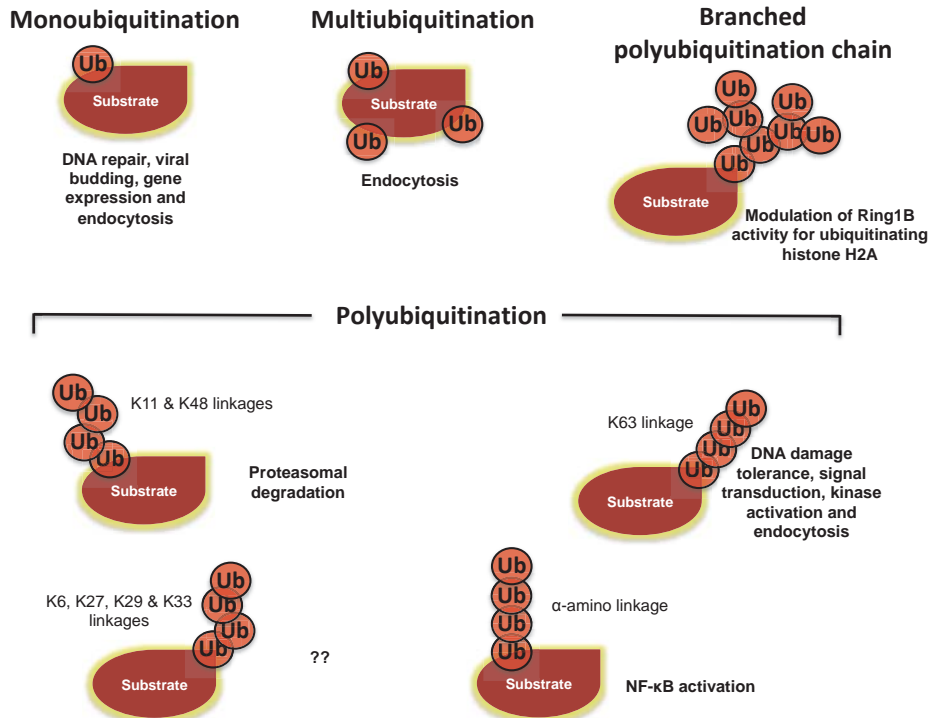 Monoubiquitination
Ub
Substrate
DNA repair, viral
budding, gene
expression and
endocytosis
Multiubiquitination
Ub
Substrate
Ub
Ub
Endocytosis
Branched
polyubiquitination chain
Ub
Ub
Ub
Ub
Ub
Ub
Ub
Ub
Substrate
Modulation of Ring1B
activity for ubiquitinating
histone H2A
Polyubiquitination
Ub
Ub
Ub
Ub
K11 & K48 linkages
Substrate
Proteasomal
degradation
K63 linkage
Ub
Ub
Ub
Ub
Substrate
DNA damage
tolerance, signal
transduction, kinase
activation and
endocytosis
K6, K27, K29 & K33
linkages
Ub
Ub
Ub
Ub
Substrate
??
Ub
Ub
Ub
Ub
α-amino linkage
Substrate
NF-κB activation